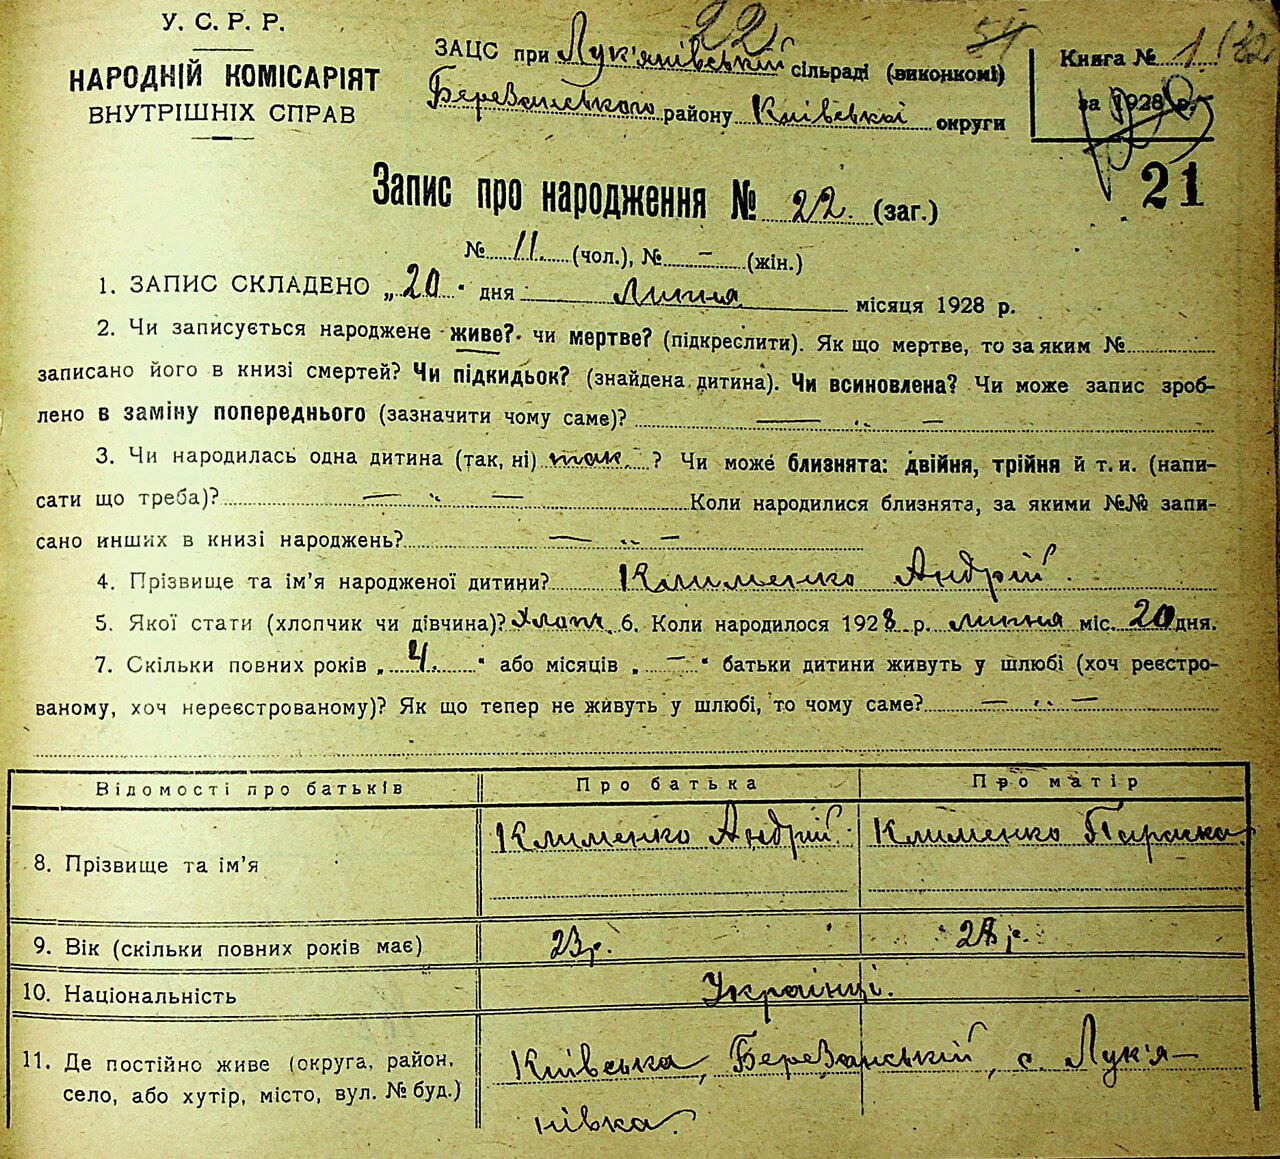 У. С. Р. Р.
НАРОДНІЙ КОМІСАРІЯТ
ВНУТРІШНІХ СПРАВ
22
54
ЗАЦС при Лук'янівській сільраді (виконкомі)
Березанського району Київської округи
Книга № 1
за 1928 р.
21
Запис про народження № 22. (заг.)
№ 11. (чол.), № – (жін.)
1. ЗАПИС СКЛАДЕНО „20" дня липня місяця 1928 р.
2. Чи записується народжене живе? чи мертве? (підкреслити). Як що мертве, то за яким №
записано його в книзі смертей? Чи підкидьок? (знайдена дитина). Чи всиновлена? Чи може запис зроб-
лено в заміну попереднього (зазначити чому саме)? — „ —
3. Чи народилась одна дитина (так, ні) так. ? Чи може близнята: двійня, трійня й т. и. (напи-
сати що треба)? — „ — Коли народилися близнята, за якими №№ запи-
сано инших в книзі народжень? — „ —
4. Прізвище та ім'я народженої дитини? Клименко Андрій.
5. Якої стати (хлопчик чи дівчина)? хлопч. 6. Коли народилося 1928 р. липня міс. 20 дня.
7. Скільки повних років „4." або місяців „–" батьки дитини живуть у шлюбі (хоч реєстро-
ваному, хоч нереєстрованому)? Як що тепер не живуть у шлюбі, то чому саме? — „ —
Відомості про батьків Про батька Про матір
8. Прізвище та ім'я Клименко Андрій Клименко Параска
9. Вік (скільки повних років має) 23 р. р.
10. Національність Українці.
11. Де постійно живе (округа, район, Київська, Березанський, с. Лук'я-
село, або хутір, місто, вул. № буд.) нівка.